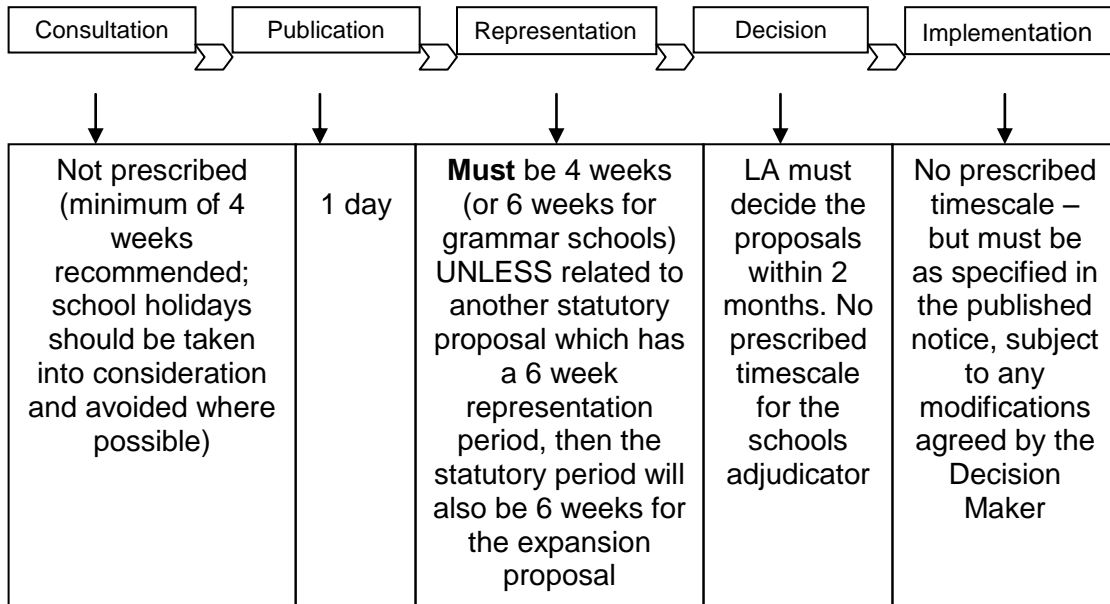 Consultation
Publication
Representation
Decision
Implementation
Not prescribed
(minimum of 4
weeks
recommended;
school holidays
should be taken
into consideration
and avoided where
possible)
1 day
Must be 4 weeks
(or 6 weeks for
grammar schools)
UNLESS related to
another statutory
proposal which has
a 6 week
representation
period, then the
statutory period will
also be 6 weeks for
the expansion
proposal
LA must
decide the
proposals
within 2
months. No
prescribed
timescale
for the
schools
adjudicator
No prescribed
timescale –
but must be
as specified in
the published
notice, subject
to any
modifications
agreed by the
Decision
Maker